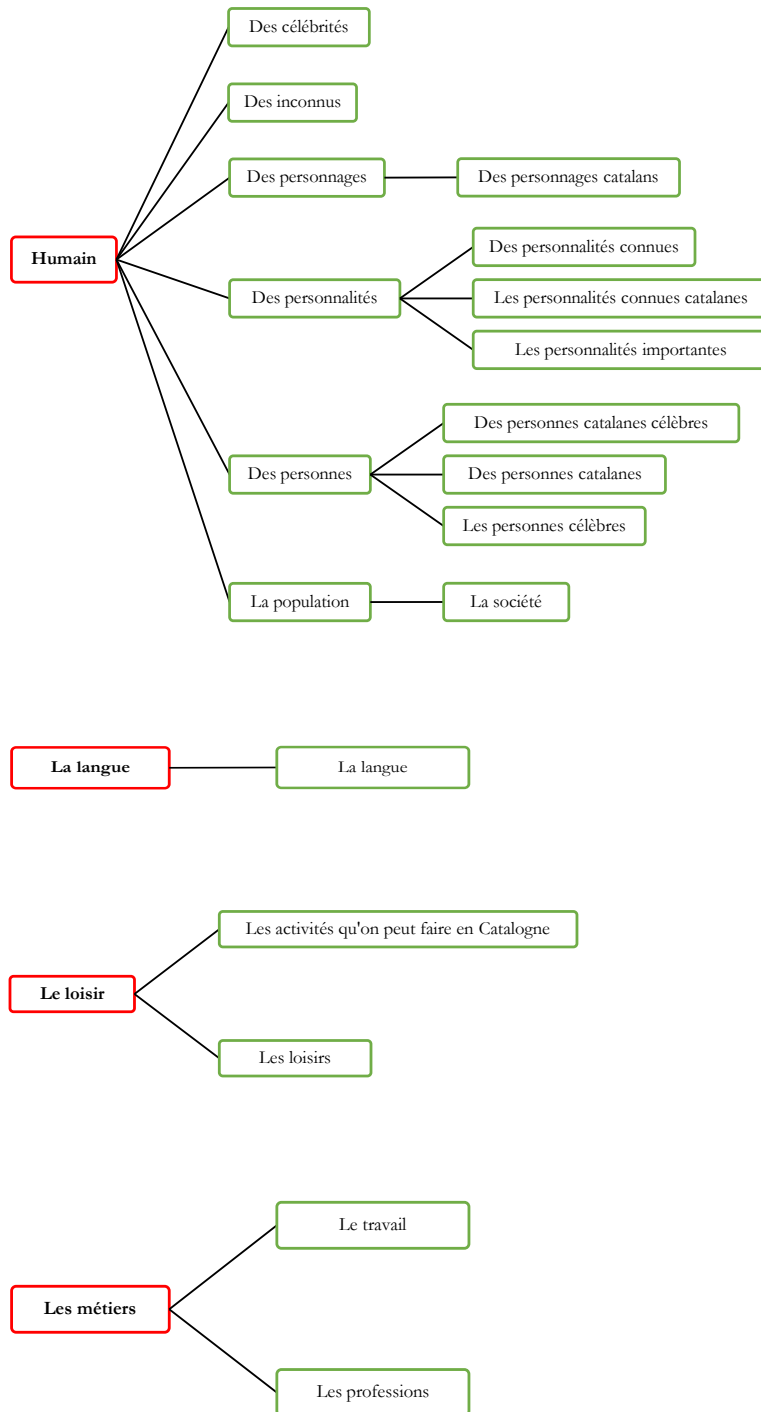 Des célébrités
Des inconnus
Des personnages
Des personnages catalans
Humain
Des personnalités
Des personnalités connues
Les personnalités connues catalanes
Les personnalités importantes
Des personnes
Des personnes catalanes célèbres
Des personnes catalanes
Les personnes célèbres
La population
La société
La langue
La langue
Le loisir
Les activités qu'on peut faire en Catalogne
Les loisirs
Les métiers
Le travail
Les professions